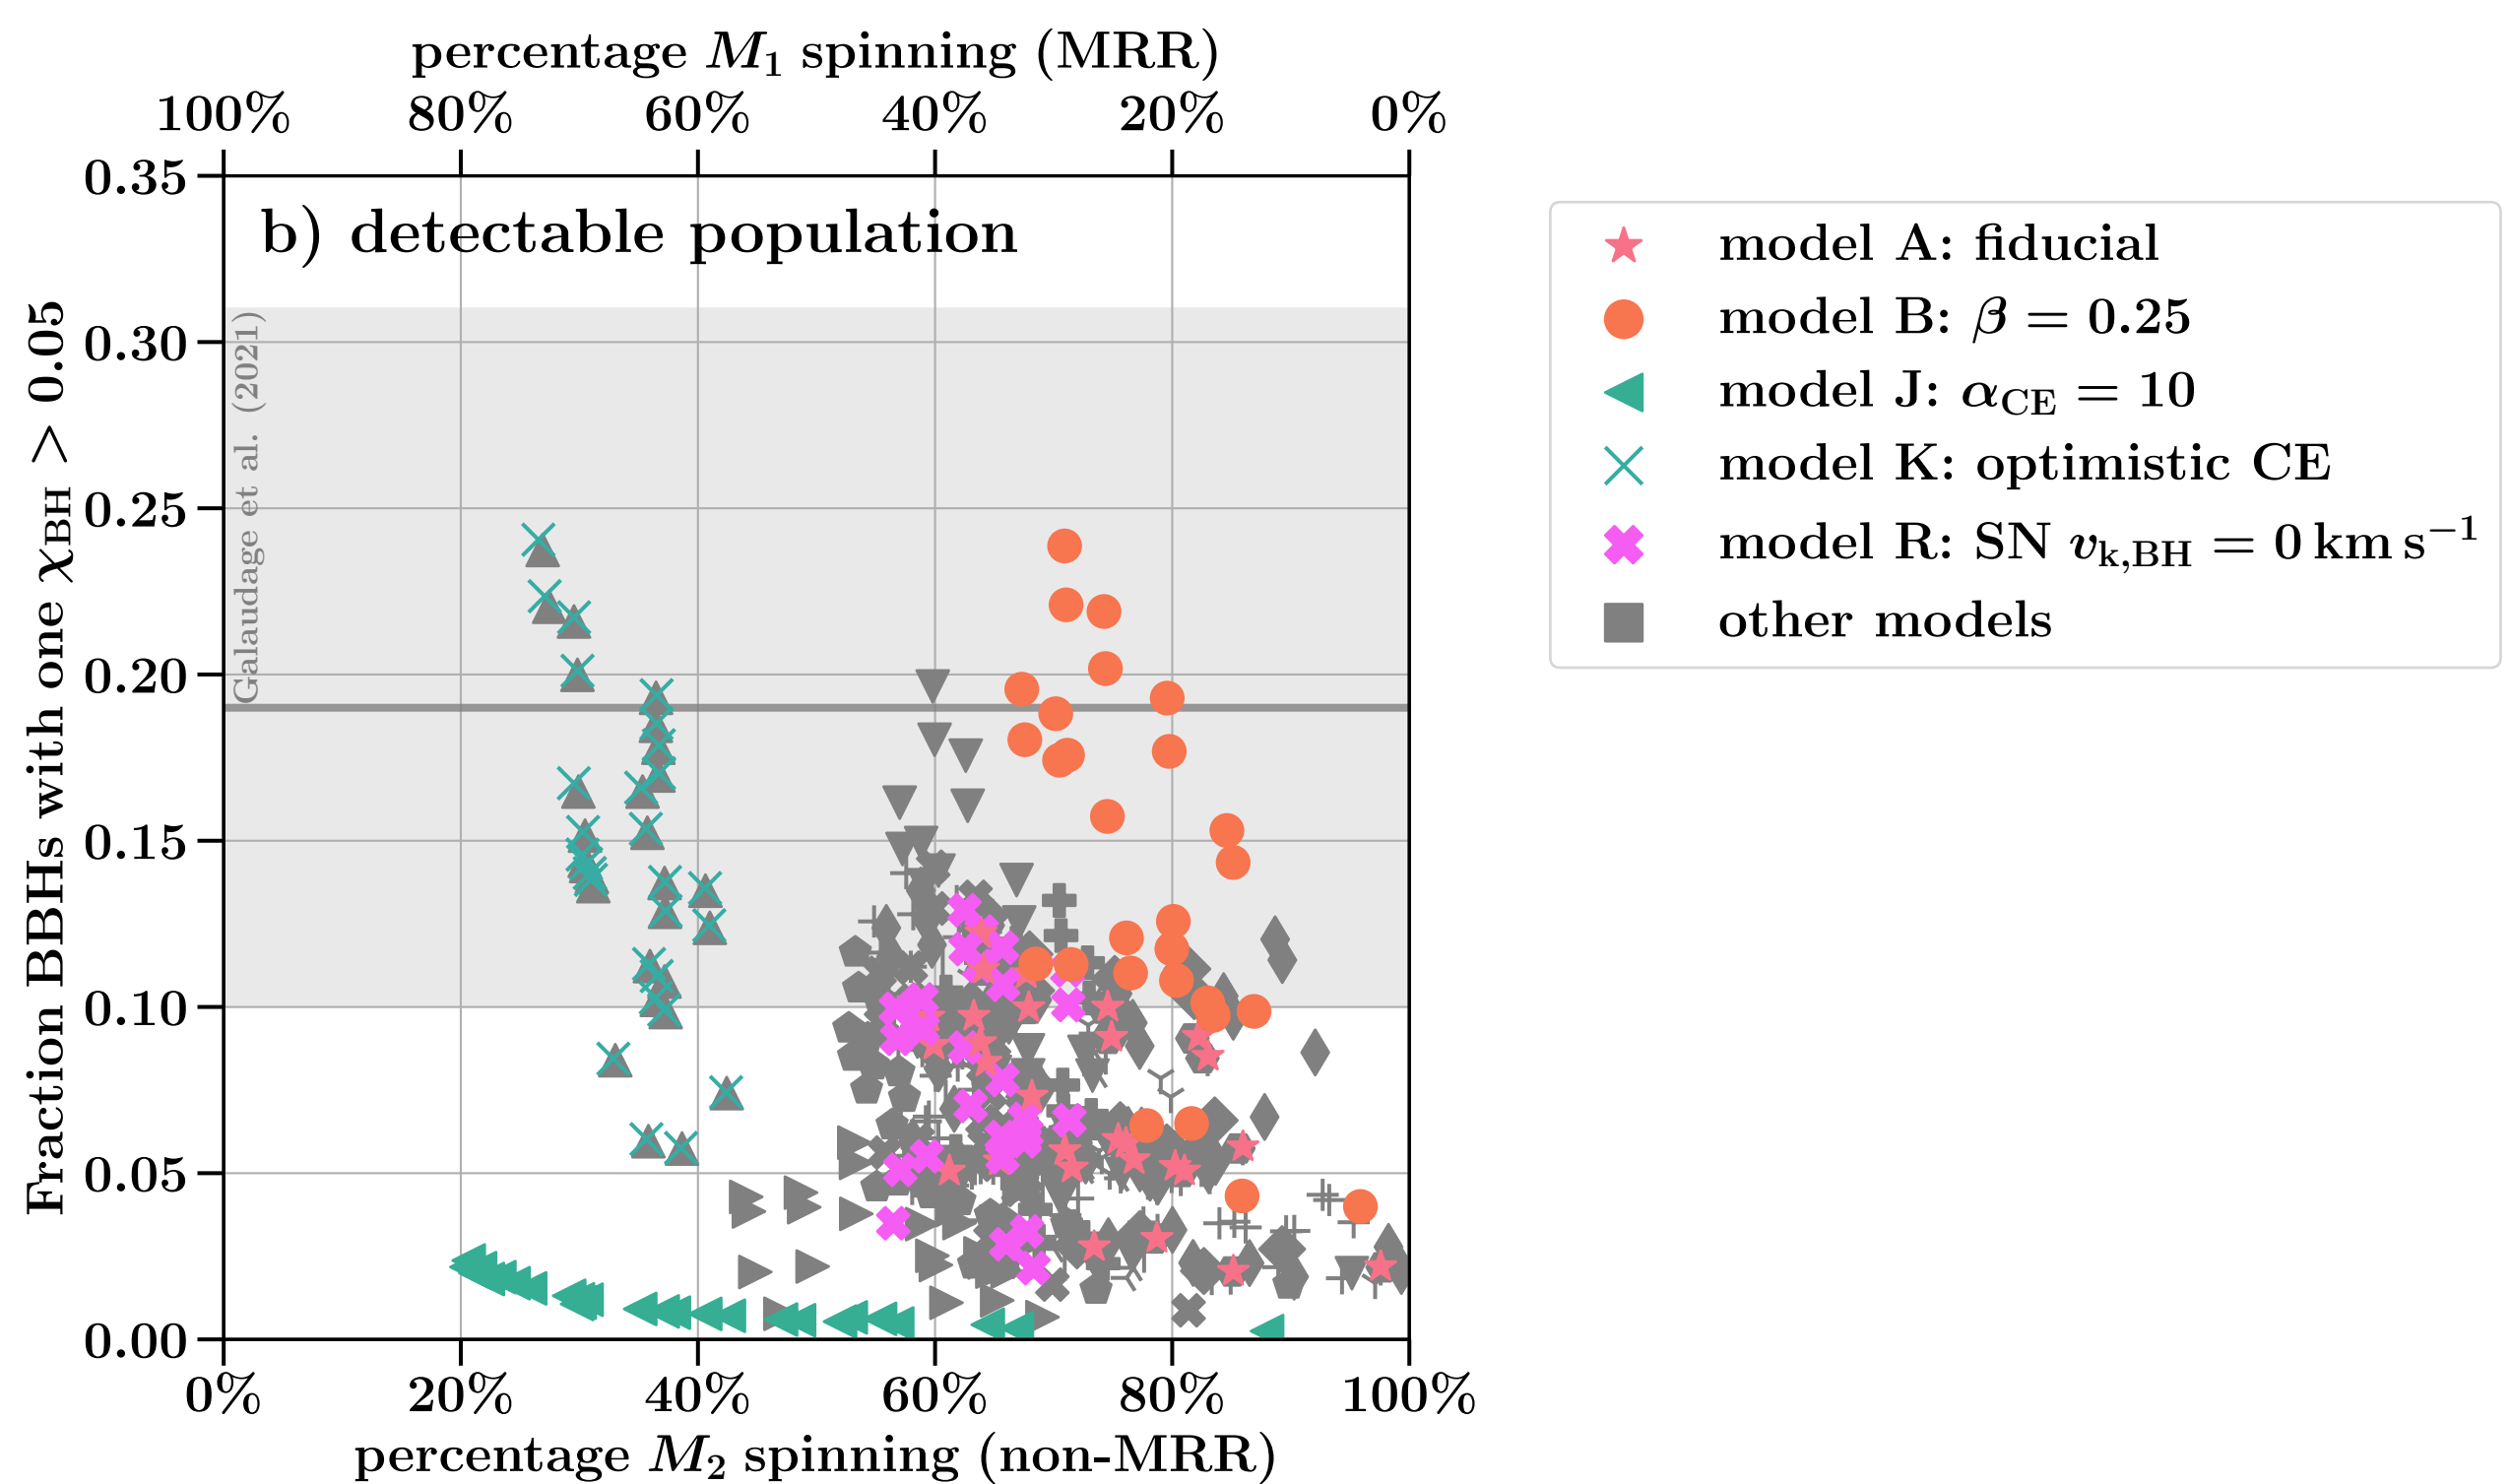 percentage M₁ spinning (MRR)
100% 80% 60% 40% 20% 0%
b) detectable population
Fraction BBHs with one χ_BH > 0.05
0.35
0.30
0.25
0.20
0.15
0.10
0.05
0.00
Galaudage et al. (2021)
0% 20% 40% 60% 80% 100%
percentage M₂ spinning (non-MRR)
model A: fiducial
model B: β = 0.25
model J: α_CE = 10
model K: optimistic CE
model R: SN v_k,BH = 0 km s⁻¹
other models